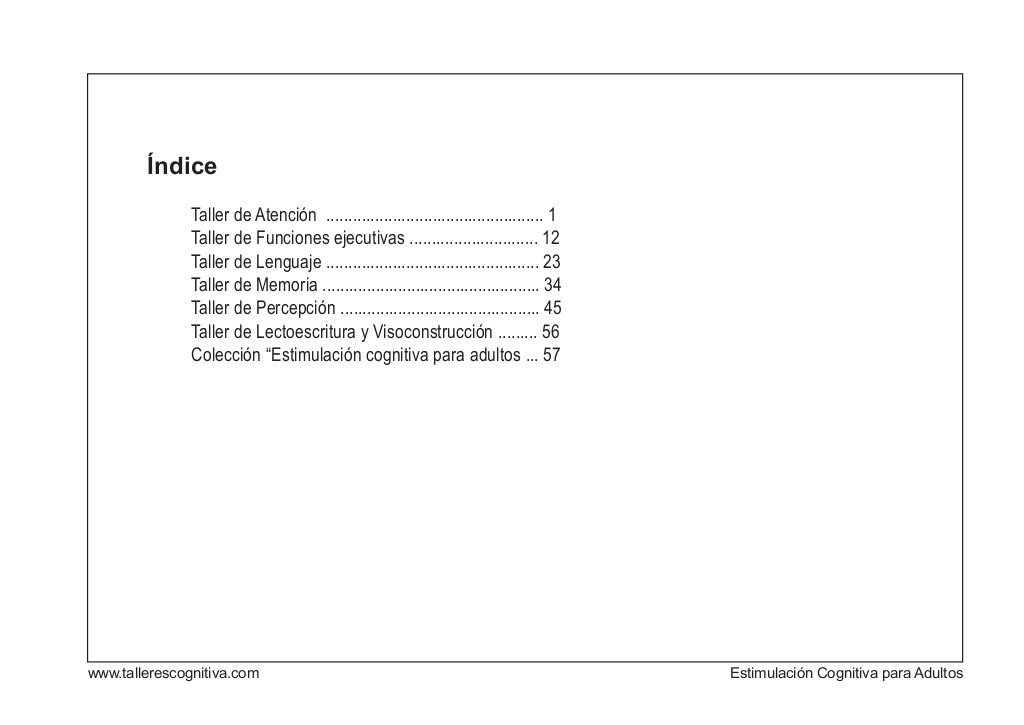 Índice
Taller de Atención ................................................. 1
Taller de Funciones ejecutivas ............................. 12
Taller de Lenguaje ................................................ 23
Taller de Memoria ................................................. 34
Taller de Percepción ............................................. 45
Taller de Lectoescritura y Visoconstrucción ......... 56
Colección “Estimulación cognitiva para adultos ... 57
www.tallerescognitiva.com
Estimulación Cognitiva para Adultos